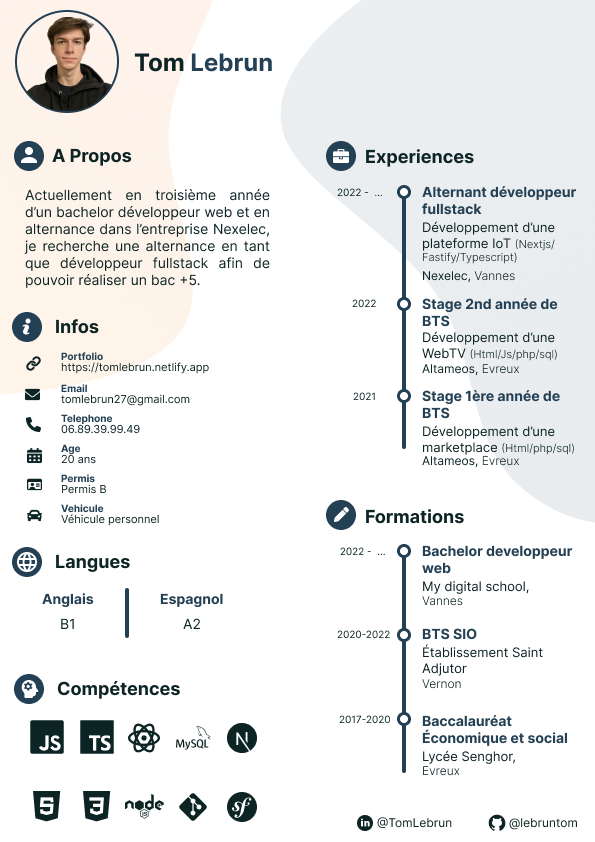 Tom Lebrun
A Propos
Actuellement en troisième année
d’un bachelor développeur web et en
alternance dans l’entreprise Nexelec,
je recherche une alternance en tant
que développeur fullstack afin de
pouvoir réaliser un bac +5.
Infos
Portfolio
https://tomlebrun.netlify.app
Email
tomlebrun27@gmail.com
Telephone
06.89.39.99.49
Age
20 ans
Permis
Permis B
Vehicule
Véhicule personnel
Langues
Anglais
B1
Espagnol
A2
Compétences
JS
TS
MySQL
N
5
3
node
JS
sf
Experiences
2022 - ...
Alternant développeur
fullstack
Développement d’une
plateforme IoT (Nextjs/
Fastify/Typescript)
Nexelec, Vannes
2022
Stage 2nd année de
BTS
Développement d’une
WebTV (Html/Js/php/sql)
Altameos, Evreux
2021
Stage 1ère année de
BTS
Développement d’une
marketplace (Html/php/sql)
Altameos, Evreux
Formations
2022 - ...
Bachelor developpeur
web
My digital school,
Vannes
2020-2022
BTS SIO
Établissement Saint
Adjutor
Vernon
2017-2020
Baccalauréat
Économique et social
Lycée Senghor,
Evreux
in @TomLebrun
@lebruntom